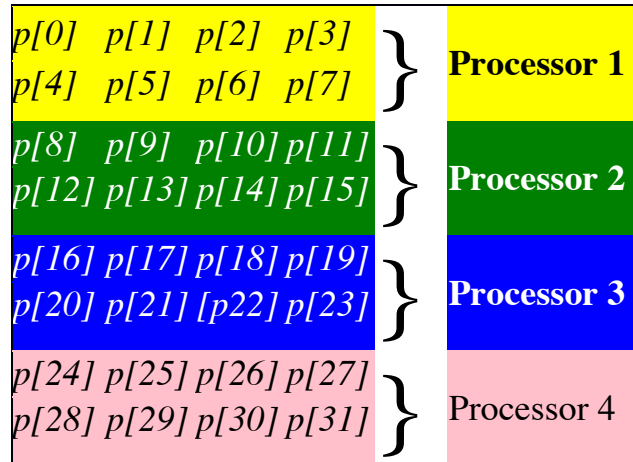 p[0] p[1] p[2] p[3]
p[4] p[5] p[6] p[7]
} Processor 1
p[8] p[9] p[10] p[11]
p[12] p[13] p[14] p[15]
} Processor 2
p[16] p[17] p[18] p[19]
p[20] p[21] [p22] p[23]
} Processor 3
p[24] p[25] p[26] p[27]
p[28] p[29] p[30] p[31]
} Processor 4